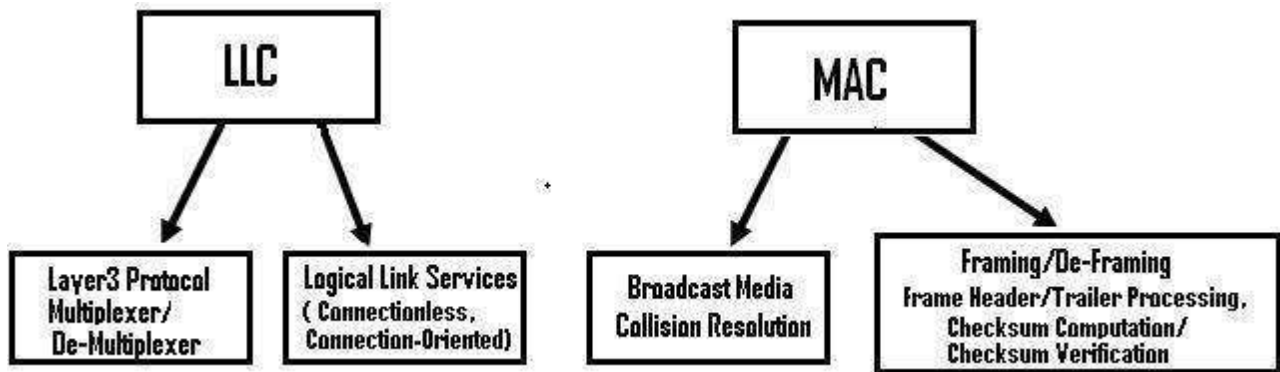 LLC
MAC
Layer3 Protocol
Multiplexer/
De-Multiplexer
Logical Link Services
( Connectionless,
Connection-Oriented)
Broadcast Media
Collision Resolution
Framing/De-Framing
Frame Header/Trailer Processing,
Checksum Computation/
Checksum Verification